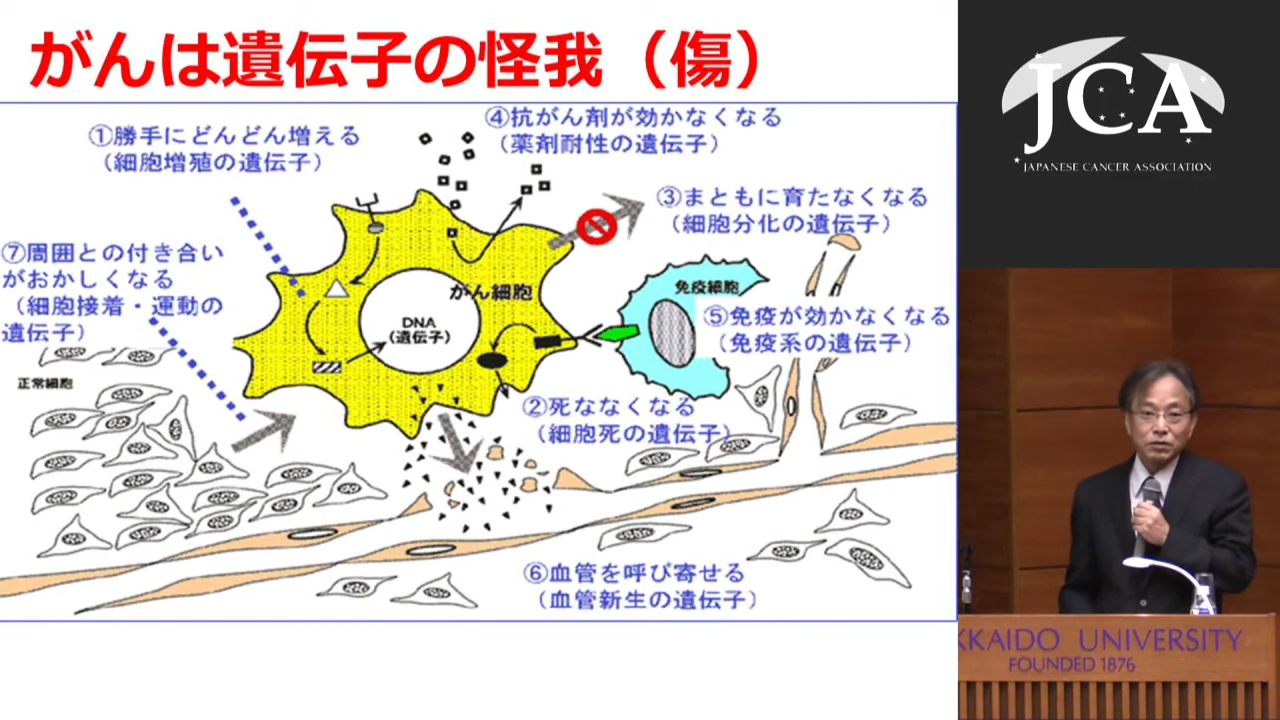 がんは遺伝子の怪我（傷）
①勝手にどんどん増える
（細胞増殖の遺伝子）
④抗がん剤が効かなくなる
（薬剤耐性の遺伝子）
③まともに育たなくなる
（細胞分化の遺伝子）
⑦周囲との付き合い
がおかしくなる
（細胞接着・運動の
遺伝子）
がん細胞
DNA
（遺伝子）
免疫細胞
⑤免疫が効かなくなる
（免疫系の遺伝子）
正常細胞
②死ななくなる
（細胞死の遺伝子）
⑥血管を呼び寄せる
（血管新生の遺伝子）
JCA
JAPANESE CANCER ASSOCIATION
KKAIDO UNIVERSITY
FOUNDED 1876